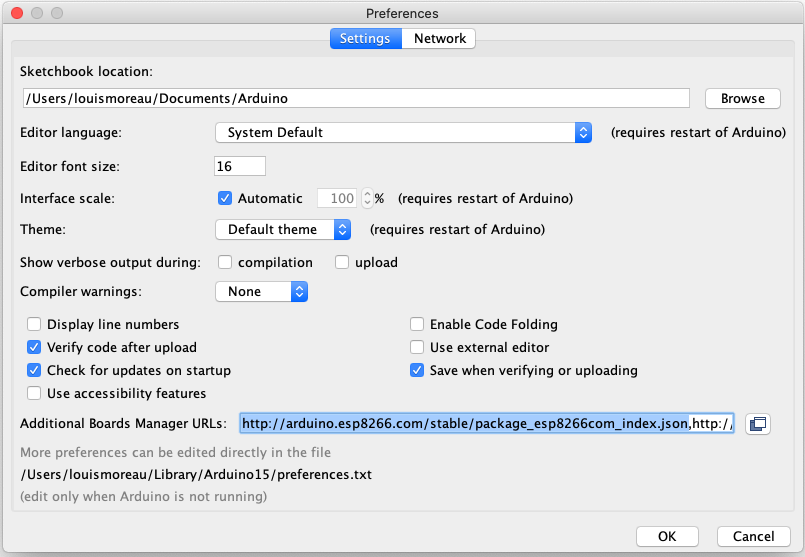 Preferences
Settings Network
Sketchbook location:
/Users/louismoreau/Documents/Arduino Browse
Editor language: System Default (requires restart of Arduino)
Editor font size: 16
Interface scale: Automatic 100 % (requires restart of Arduino)
Theme: Default theme (requires restart of Arduino)
Show verbose output during: compilation upload
Compiler warnings: None
Display line numbers Enable Code Folding
Verify code after upload Use external editor
Check for updates on startup Save when verifying or uploading
Use accessibility features
Additional Boards Manager URLs: http://arduino.esp8266.com/stable/package_esp8266com_index.json,http:/
More preferences can be edited directly in the file
/Users/louismoreau/Library/Arduino15/preferences.txt
(edit only when Arduino is not running)
OK Cancel